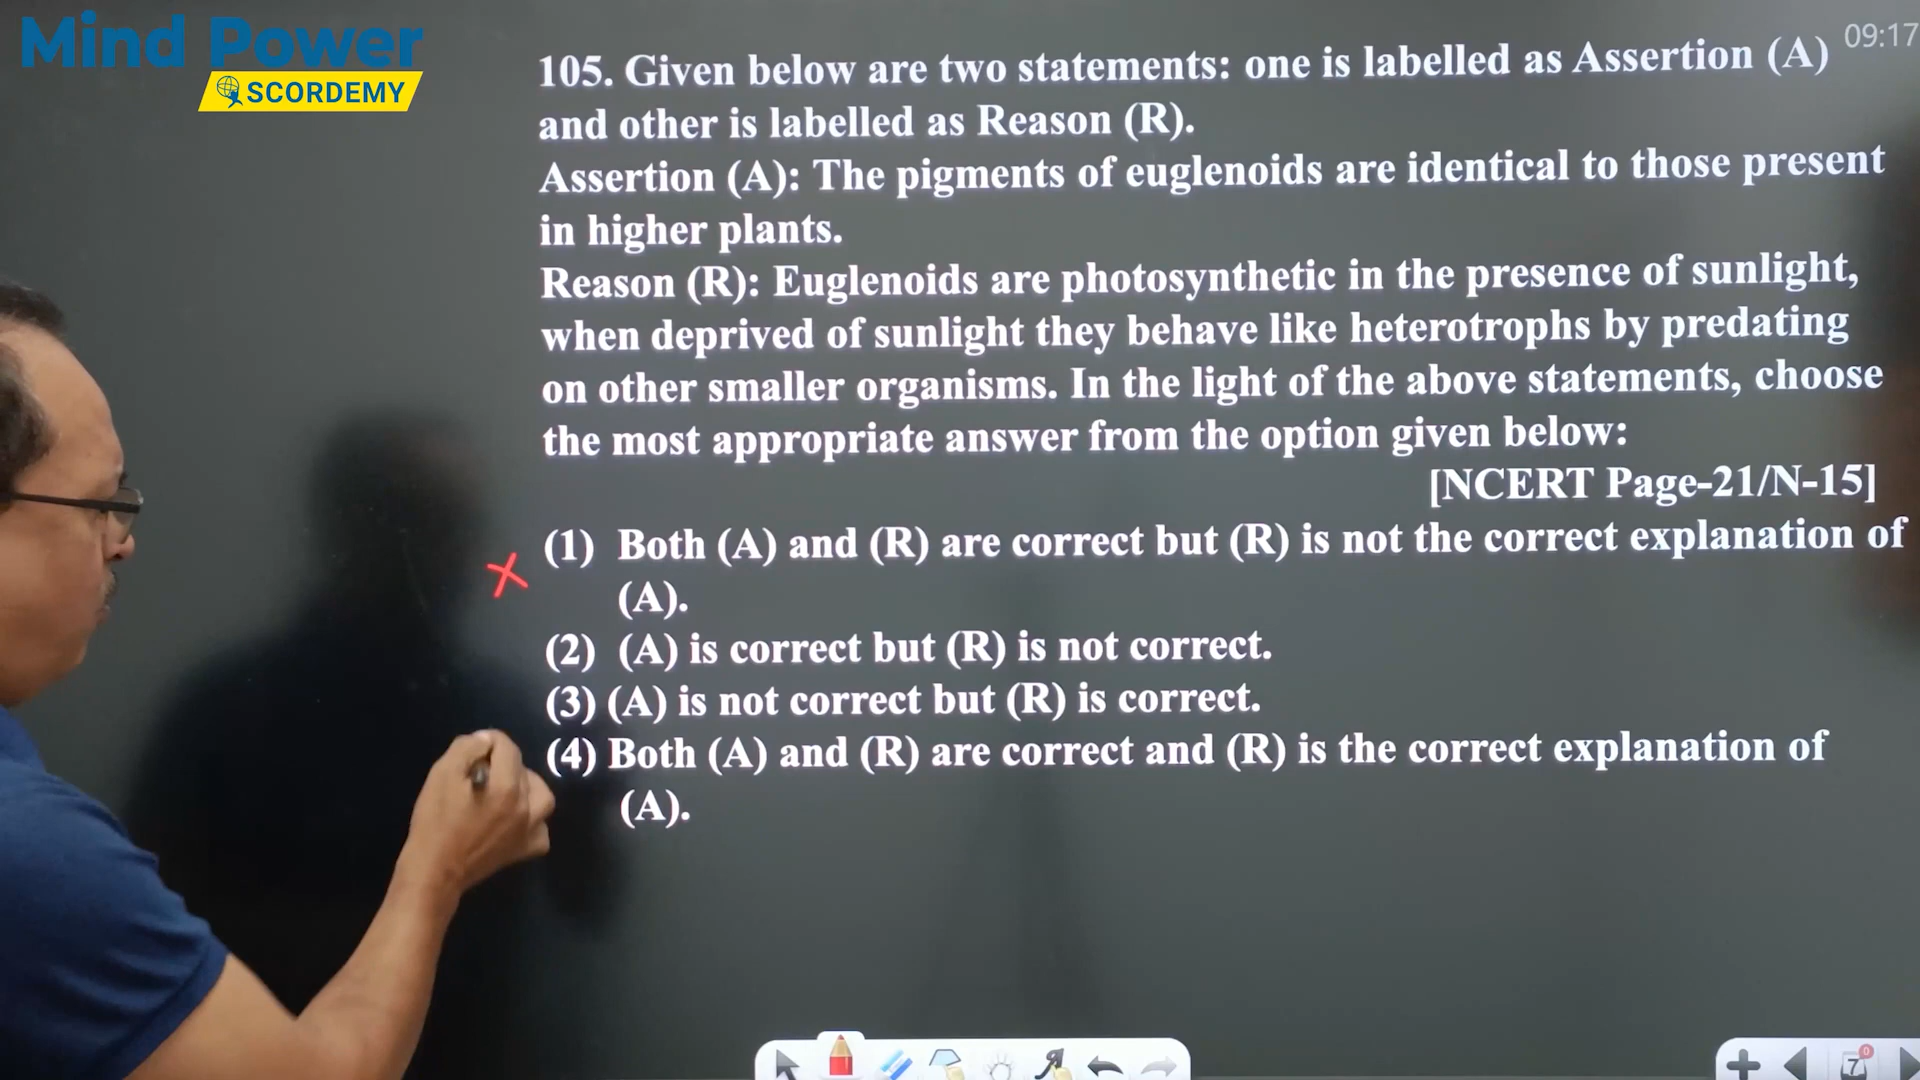 Mind Power
SCORDEMY
09:17
105. Given below are two statements: one is labelled as Assertion (A)
and other is labelled as Reason (R).
Assertion (A): The pigments of euglenoids are identical to those present
in higher plants.
Reason (R): Euglenoids are photosynthetic in the presence of sunlight,
when deprived of sunlight they behave like heterotrophs by predating
on other smaller organisms. In the light of the above statements, choose
the most appropriate answer from the option given below:
[NCERT Page-21/N-15]
(1) Both (A) and (R) are correct but (R) is not the correct explanation of
(A).
(2) (A) is correct but (R) is not correct.
(3) (A) is not correct but (R) is correct.
(4) Both (A) and (R) are correct and (R) is the correct explanation of
(A).
7
0